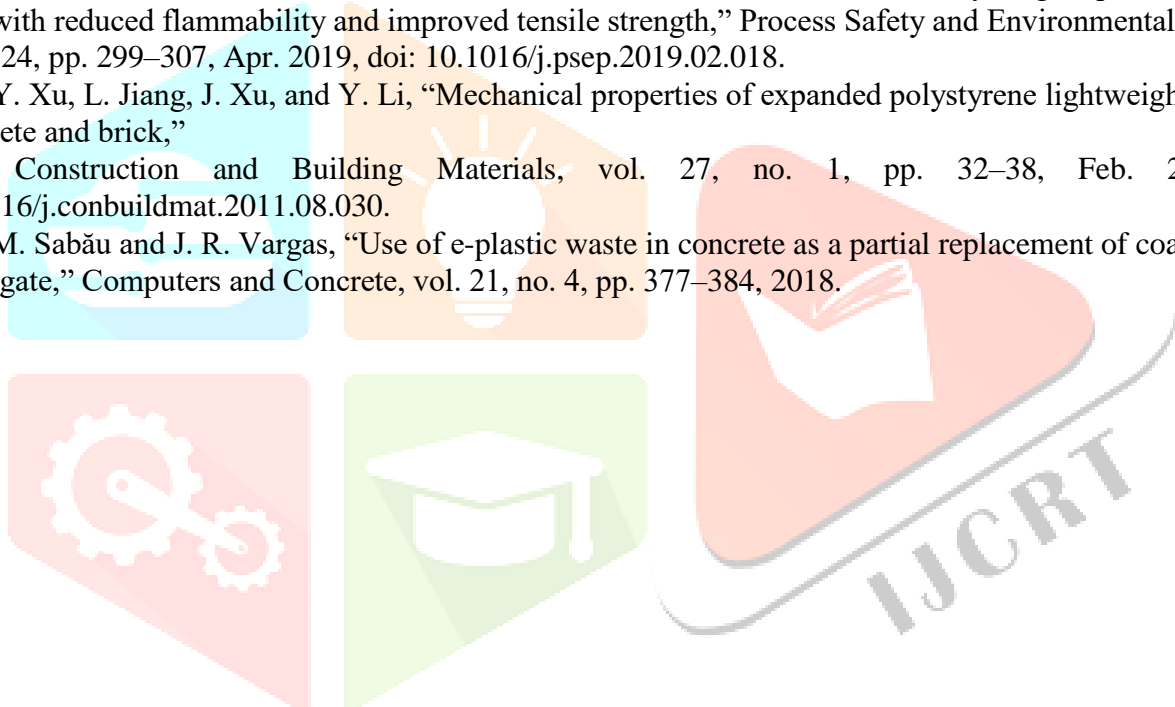 with reduced flammability and improved tensile strength,” Process Safety and Environmental
24, pp. 299–307, Apr. 2019, doi: 10.1016/j.psep.2019.02.018.
Y. Xu, L. Jiang, J. Xu, and Y. Li, “Mechanical properties of expanded polystyrene lightweigh
ete and brick,”
Construction and Building Materials, vol. 27, no. 1, pp. 32–38, Feb. 2
16/j.conbuildmat.2011.08.030.
M. Sabău and J. R. Vargas, “Use of e-plastic waste in concrete as a partial replacement of coa
gate,” Computers and Concrete, vol. 21, no. 4, pp. 377–384, 2018.
IJCRT